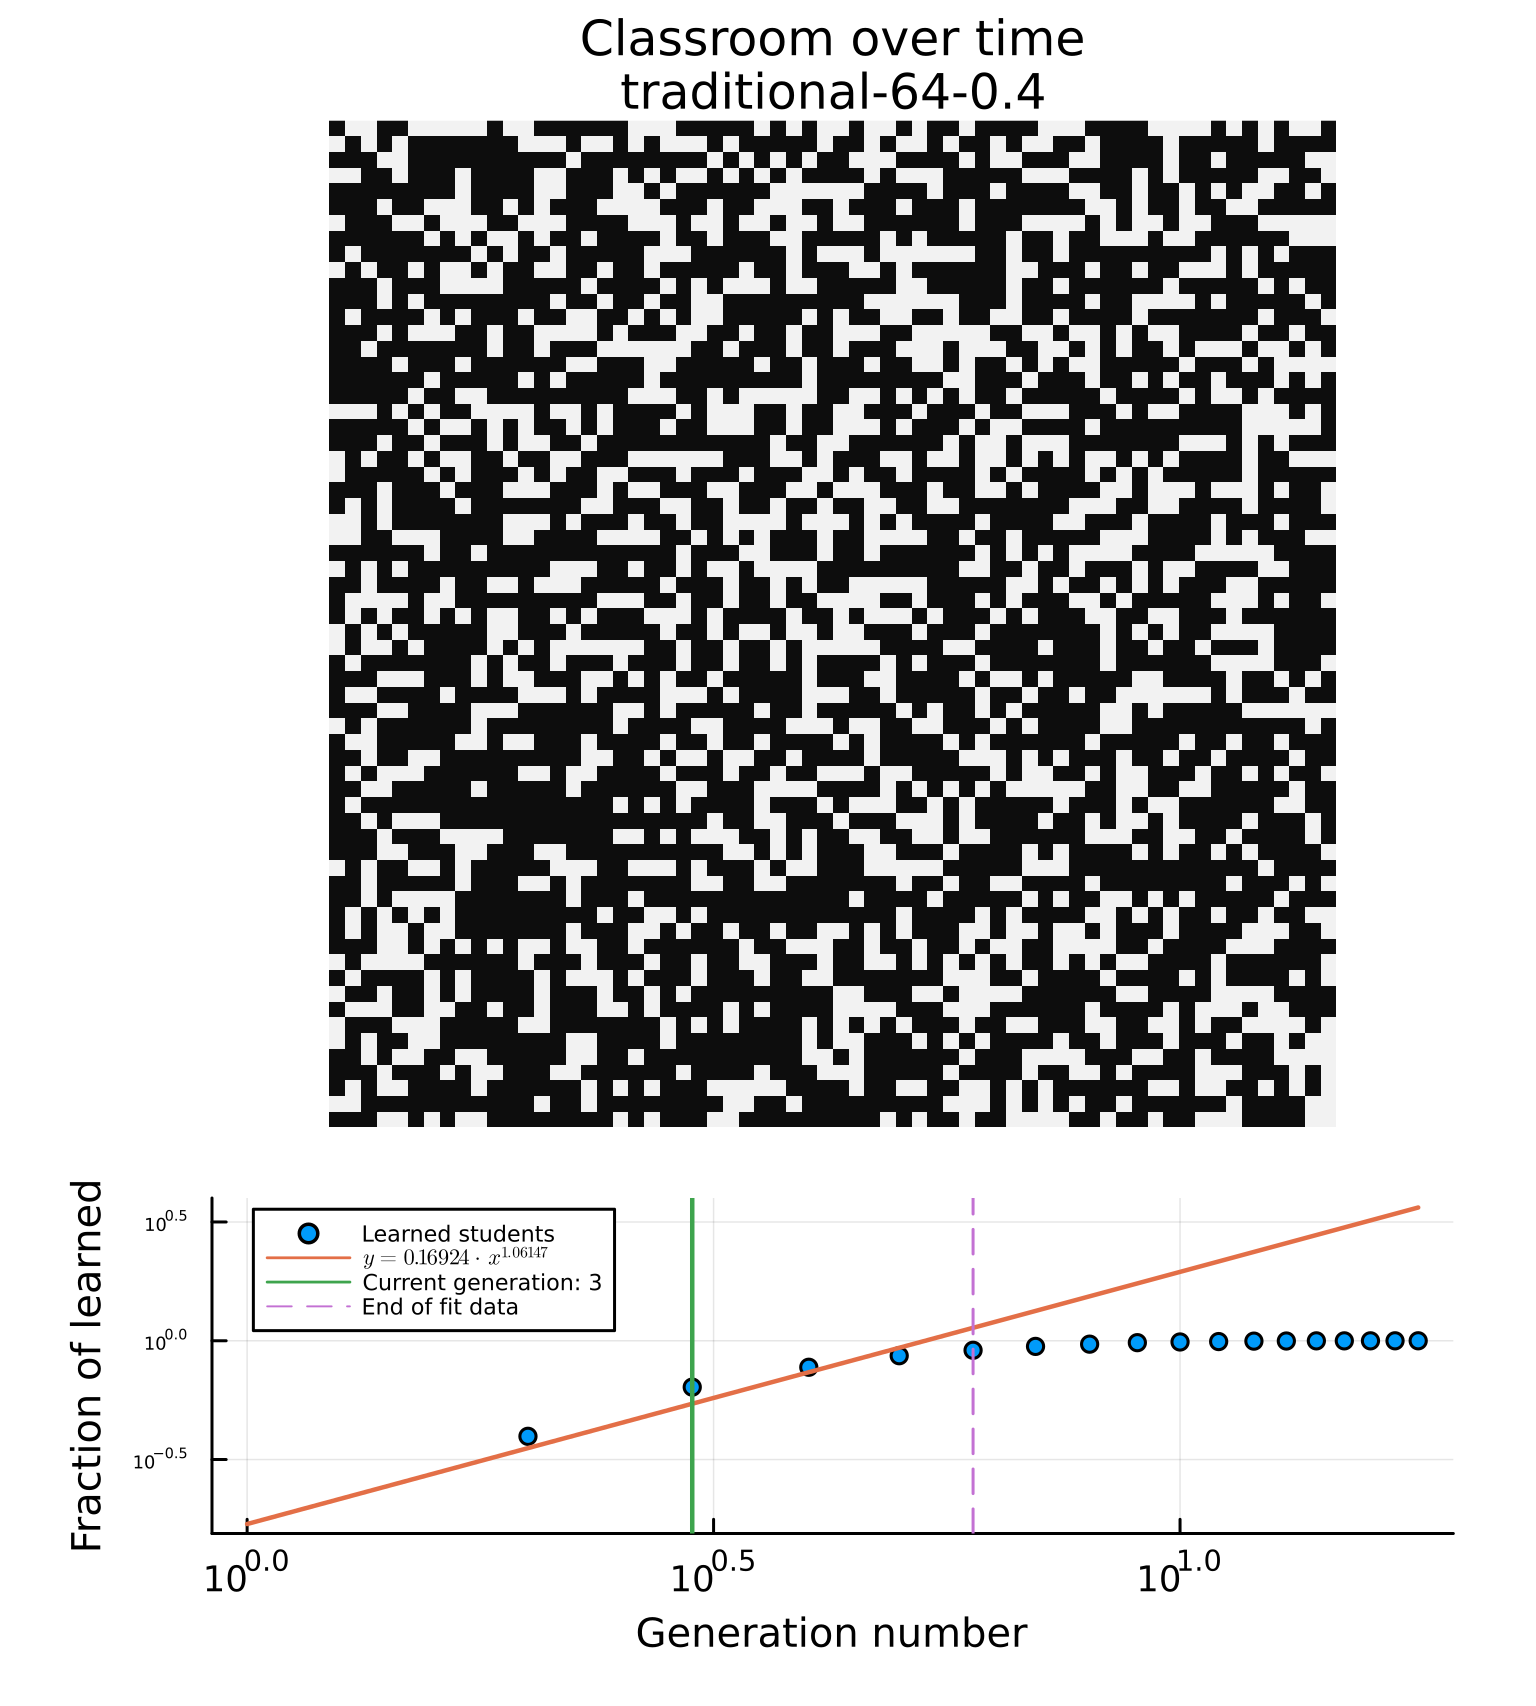 Classroom over time
traditional-64-0.4
Fraction of learned
10^0.5
10^0.0
10^−0.5
Learned students
y = 0.16924 · x^1.06147
Current generation: 3
End of fit data
10^0.0
10^0.5
10^1.0
Generation number